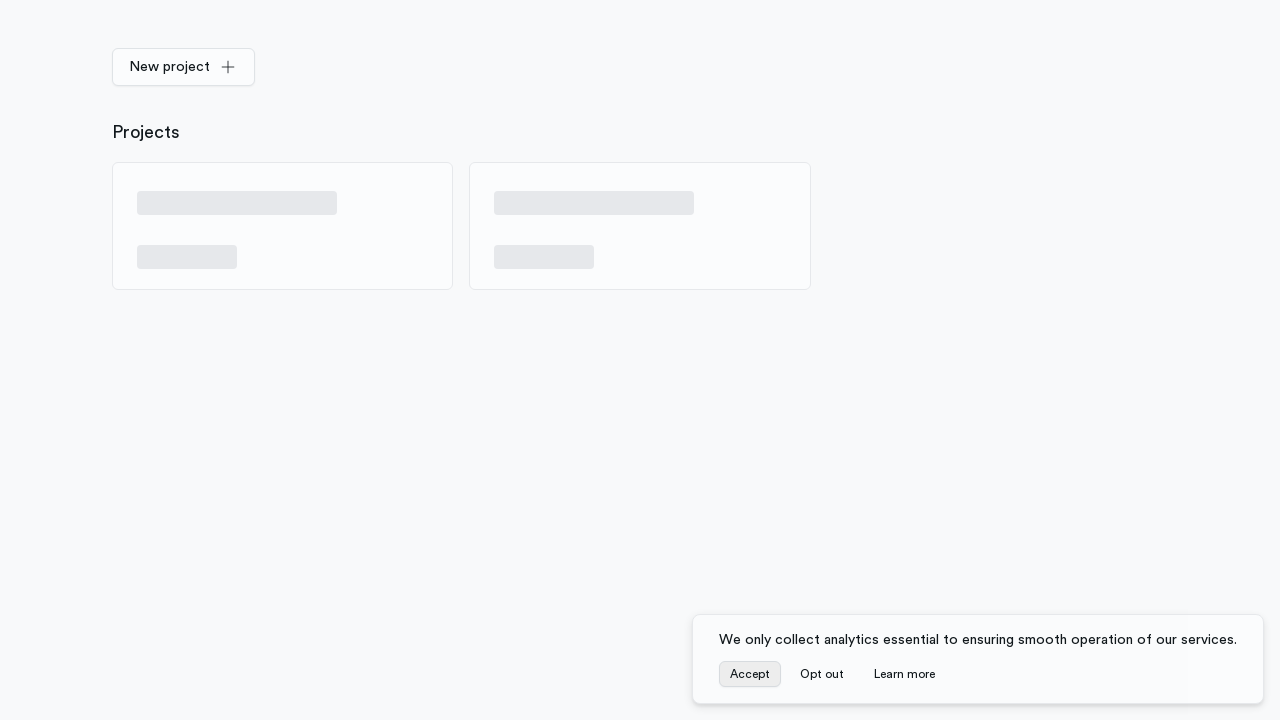 New project
Projects
We only collect analytics essential to ensuring smooth operation of our services.
Accept Opt out Learn more